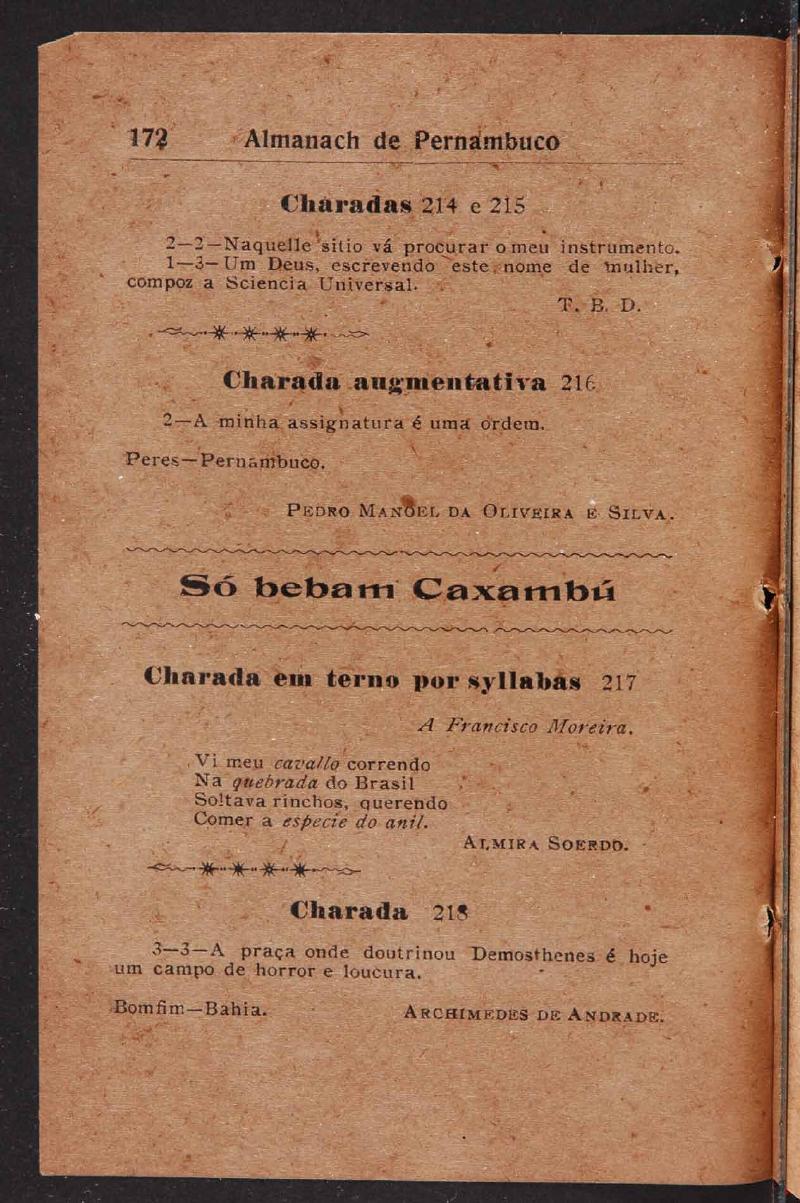 172 Almanach de Pernambuco
Charadas 214 e 215
2—2—Naquelle sitio vá procurar o meu instrumento.
1—3—Um Deus, escrevendo este nome de mulher,
compoz a Sciencia Universal.
T. B. D.
Charada augmentativa 216
2—A minha assignatura é uma ordem.
Peres—Pernambuco.
PEDRO MANOEL DA OLIVEIRA E SILVA.
Só bebam Caxambú
Charada em terno por syllabas 217
A Francisco Moreira.
Vi meu cavallo correndo
Na quebrada do Brasil
Soltava rinchos, querendo
Comer a especie do anil.
ALMIRA SOERDO.
Charada 218
3—3—A praça onde doutrinou Demosthenes é hoje
um campo de horror e loucura.
Bomfim—Bahia. ARCHIMEDES DE ANDRADE.